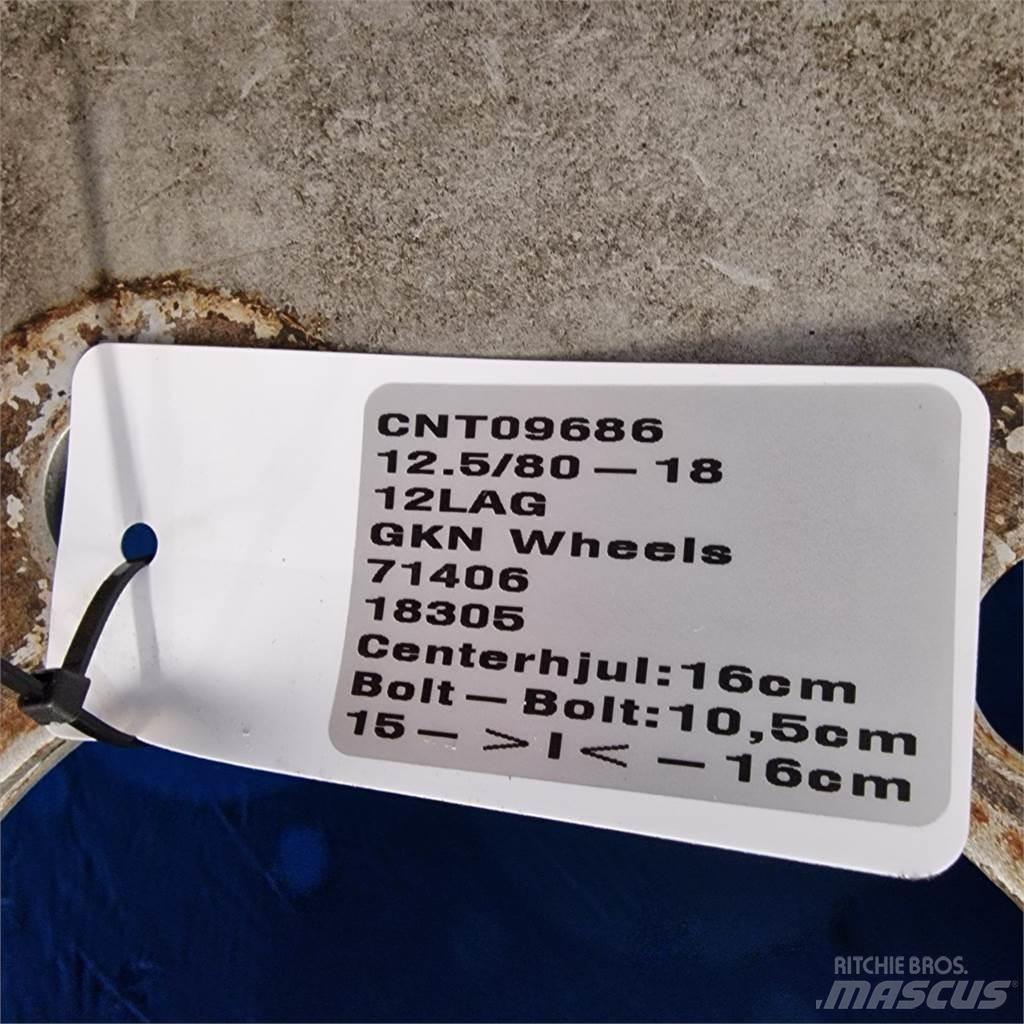 CNT09686
12.5/80 — 18
12LAG
GKN Wheels
71406
18305
Centerhjul:16cm
Bolt — Bolt:10,5cm
15 — > I < — 16cm
RITCHIE BROS.
MASCUS